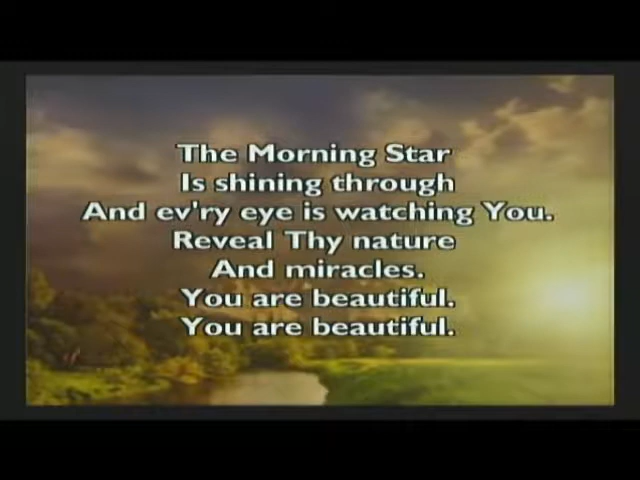 The Morning Star
Is shining through
And ev'ry eye is watching You.
Reveal Thy nature
And miracles.
You are beautiful.
You are beautiful.